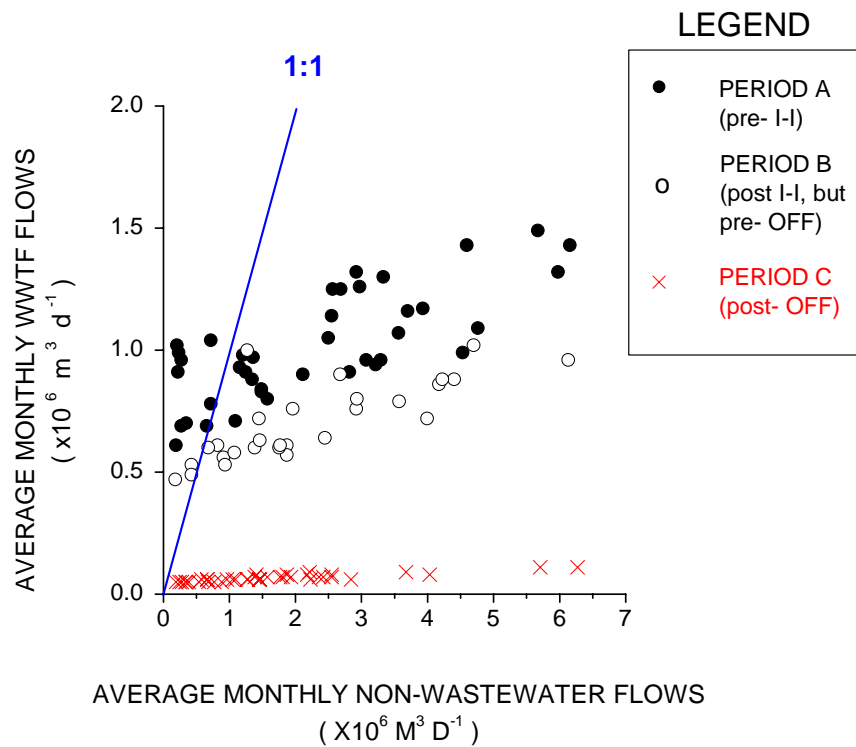 LEGEND
1:1
PERIOD A
(pre- I-I)
PERIOD B
(post I-I, but
pre- OFF)
PERIOD C
(post- OFF)
AVERAGE MONTHLY WWTF FLOWS
( x10⁶ m³ d⁻¹)
2.0
1.5
1.0
0.5
0.0
0 1 2 3 4 5 6 7
AVERAGE MONTHLY NON-WASTEWATER FLOWS
( X10⁶ M³ D⁻¹)